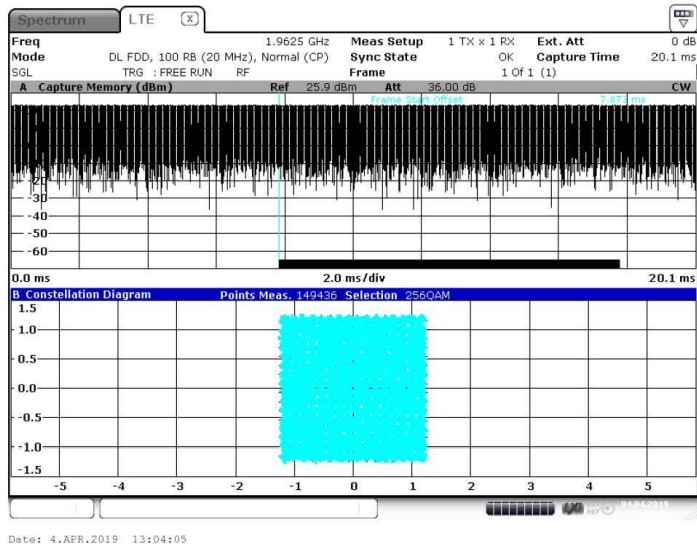 Spectrum LTE X
Freq 1.9625 GHz Meas Setup 1 TX x 1 RX Ext. Att 0 dB
Mode DL FDD, 100 RB (20 MHz), Normal (CP) Sync State OK Capture Time 20.1 ms
SGL TRG : FREE RUN RF Frame 1 Of 1 (1)
A Capture Memory (dBm) Ref 25.9 dBm Att 36.00 dB CW
Frame Start Offset 7.873 ms
-20
-30
-40
-50
-60
0.0 ms 2.0 ms/div 20.1 ms
B Constellation Diagram Points Meas. 149436 Selection 256QAM
1.5
1.0
0.5
0.0
-0.5
-1.0
-1.5
-5 -4 -3 -2 -1 0 1 2 3 4 5
LXI 04.04.2019
Date: 4.APR.2019 13:04:05